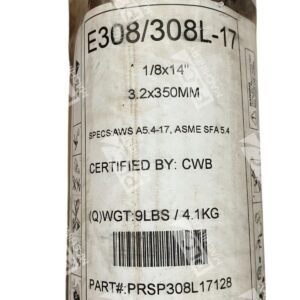 E308/308L-17
1/8x14"
3.2x350MM
SPECS:AWS A5.4-17, ASME SFA 5.4
CERTIFIED BY: CWB
(Q)WGT:9LBS / 4.1KG
PART#:PRSP308L17128